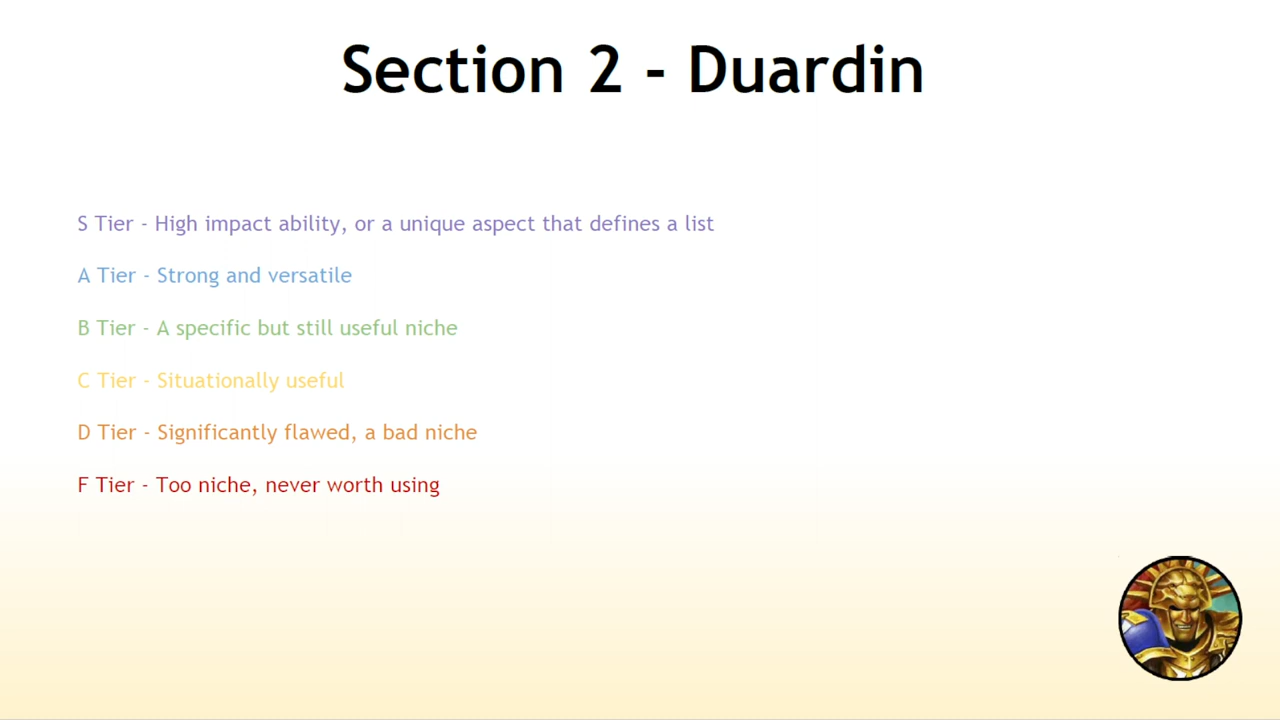 Section 2 - Duardin
S Tier - High impact ability, or a unique aspect that defines a list
A Tier - Strong and versatile
B Tier - A specific but still useful niche
C Tier - Situationally useful
D Tier - Significantly flawed, a bad niche
F Tier - Too niche, never worth using